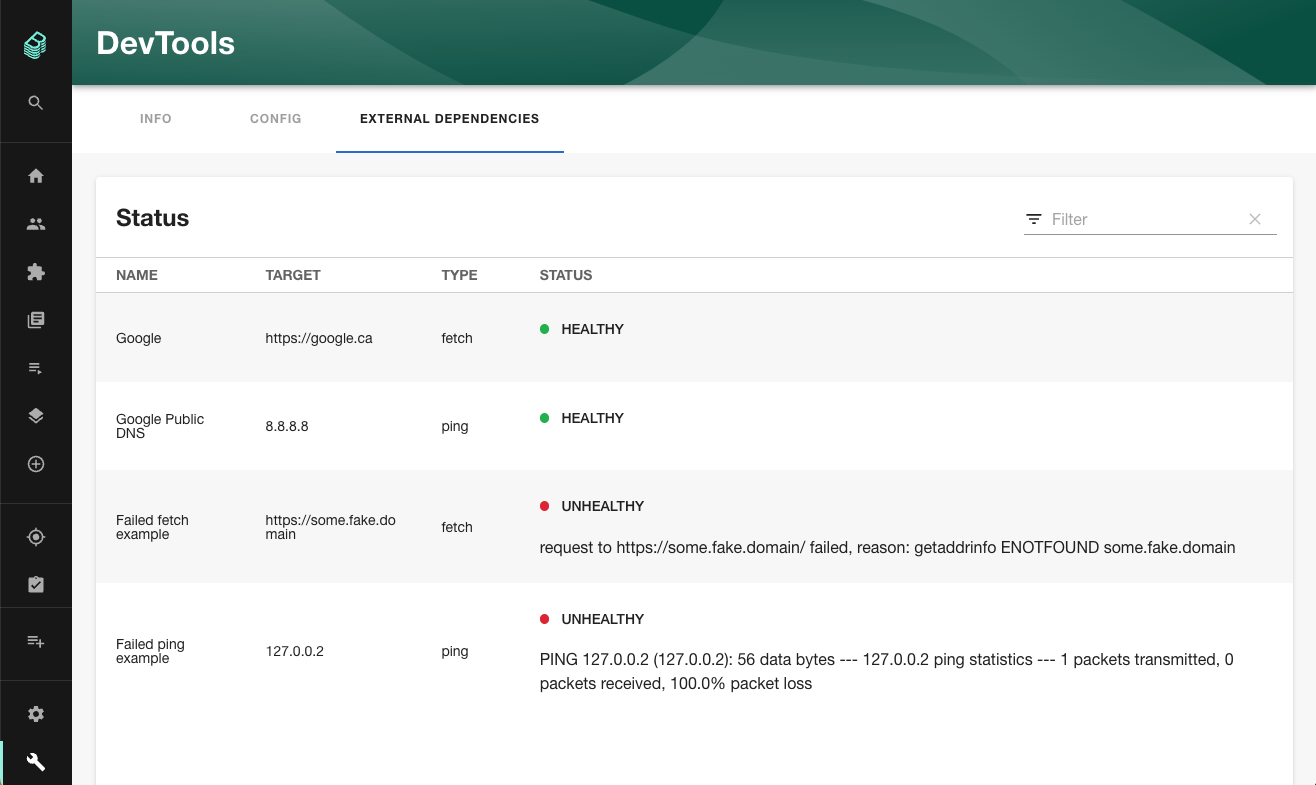 DevTools
INFO CONFIG EXTERNAL DEPENDENCIES
Status
Filter
NAME TARGET TYPE STATUS
Google https://google.ca fetch HEALTHY
Google Public
DNS
8.8.8.8 ping HEALTHY
Failed fetch
example
https://some.fake.do
main
fetch
UNHEALTHY
request to https://some.fake.domain/ failed, reason: getaddrinfo ENOTFOUND some.fake.domain
Failed ping
example
127.0.0.2 ping
UNHEALTHY
PING 127.0.0.2 (127.0.0.2): 56 data bytes --- 127.0.0.2 ping statistics --- 1 packets transmitted, 0
packets received, 100.0% packet loss